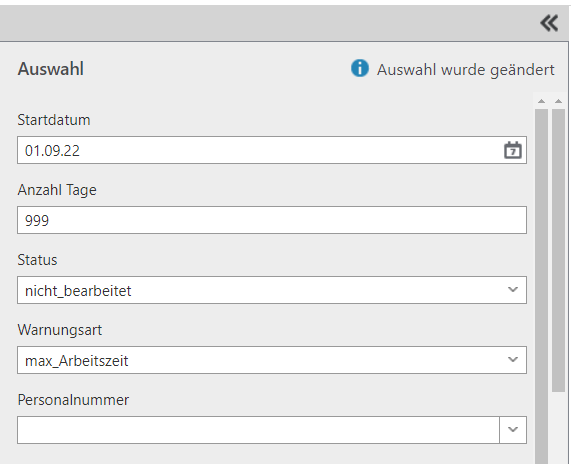 Auswahl
Auswahl wurde geändert
Startdatum
01.09.22
Anzahl Tage
999
Status
nicht_bearbeitet
Warnungsart
max_Arbeitszeit
Personalnummer